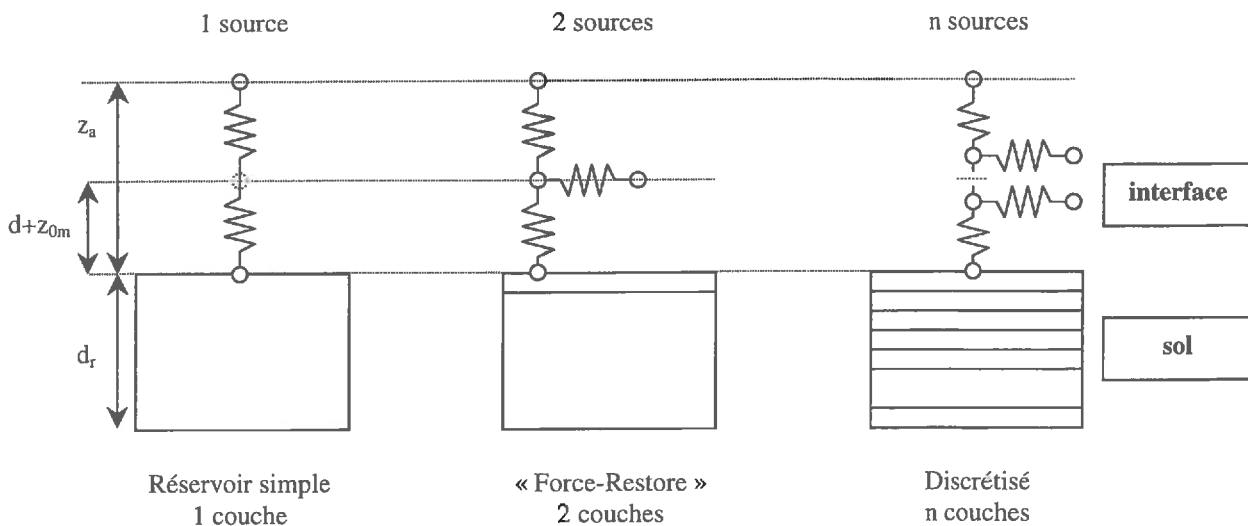 1 source
2 sources
n sources
z_a
d+z_0m
interface
d_r
sol
Réservoir simple
1 couche
« Force-Restore »
2 couches
Discrétisé
n couches